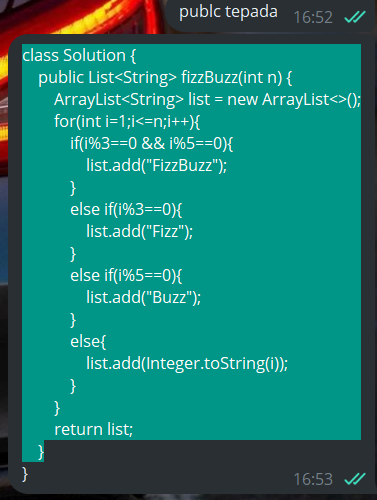 publc tepada
16:52
class Solution {
    public List<String> fizzBuzz(int n) {
        ArrayList<String> list = new ArrayList<>();
        for(int i=1;i<=n;i++){
            if(i%3==0 && i%5==0){
                list.add("FizzBuzz");
            }
            else if(i%3==0){
                list.add("Fizz");
            }
            else if(i%5==0){
                list.add("Buzz");
            }
            else{
                list.add(Integer.toString(i));
            }
        }
        return list;
    }
}
16:53